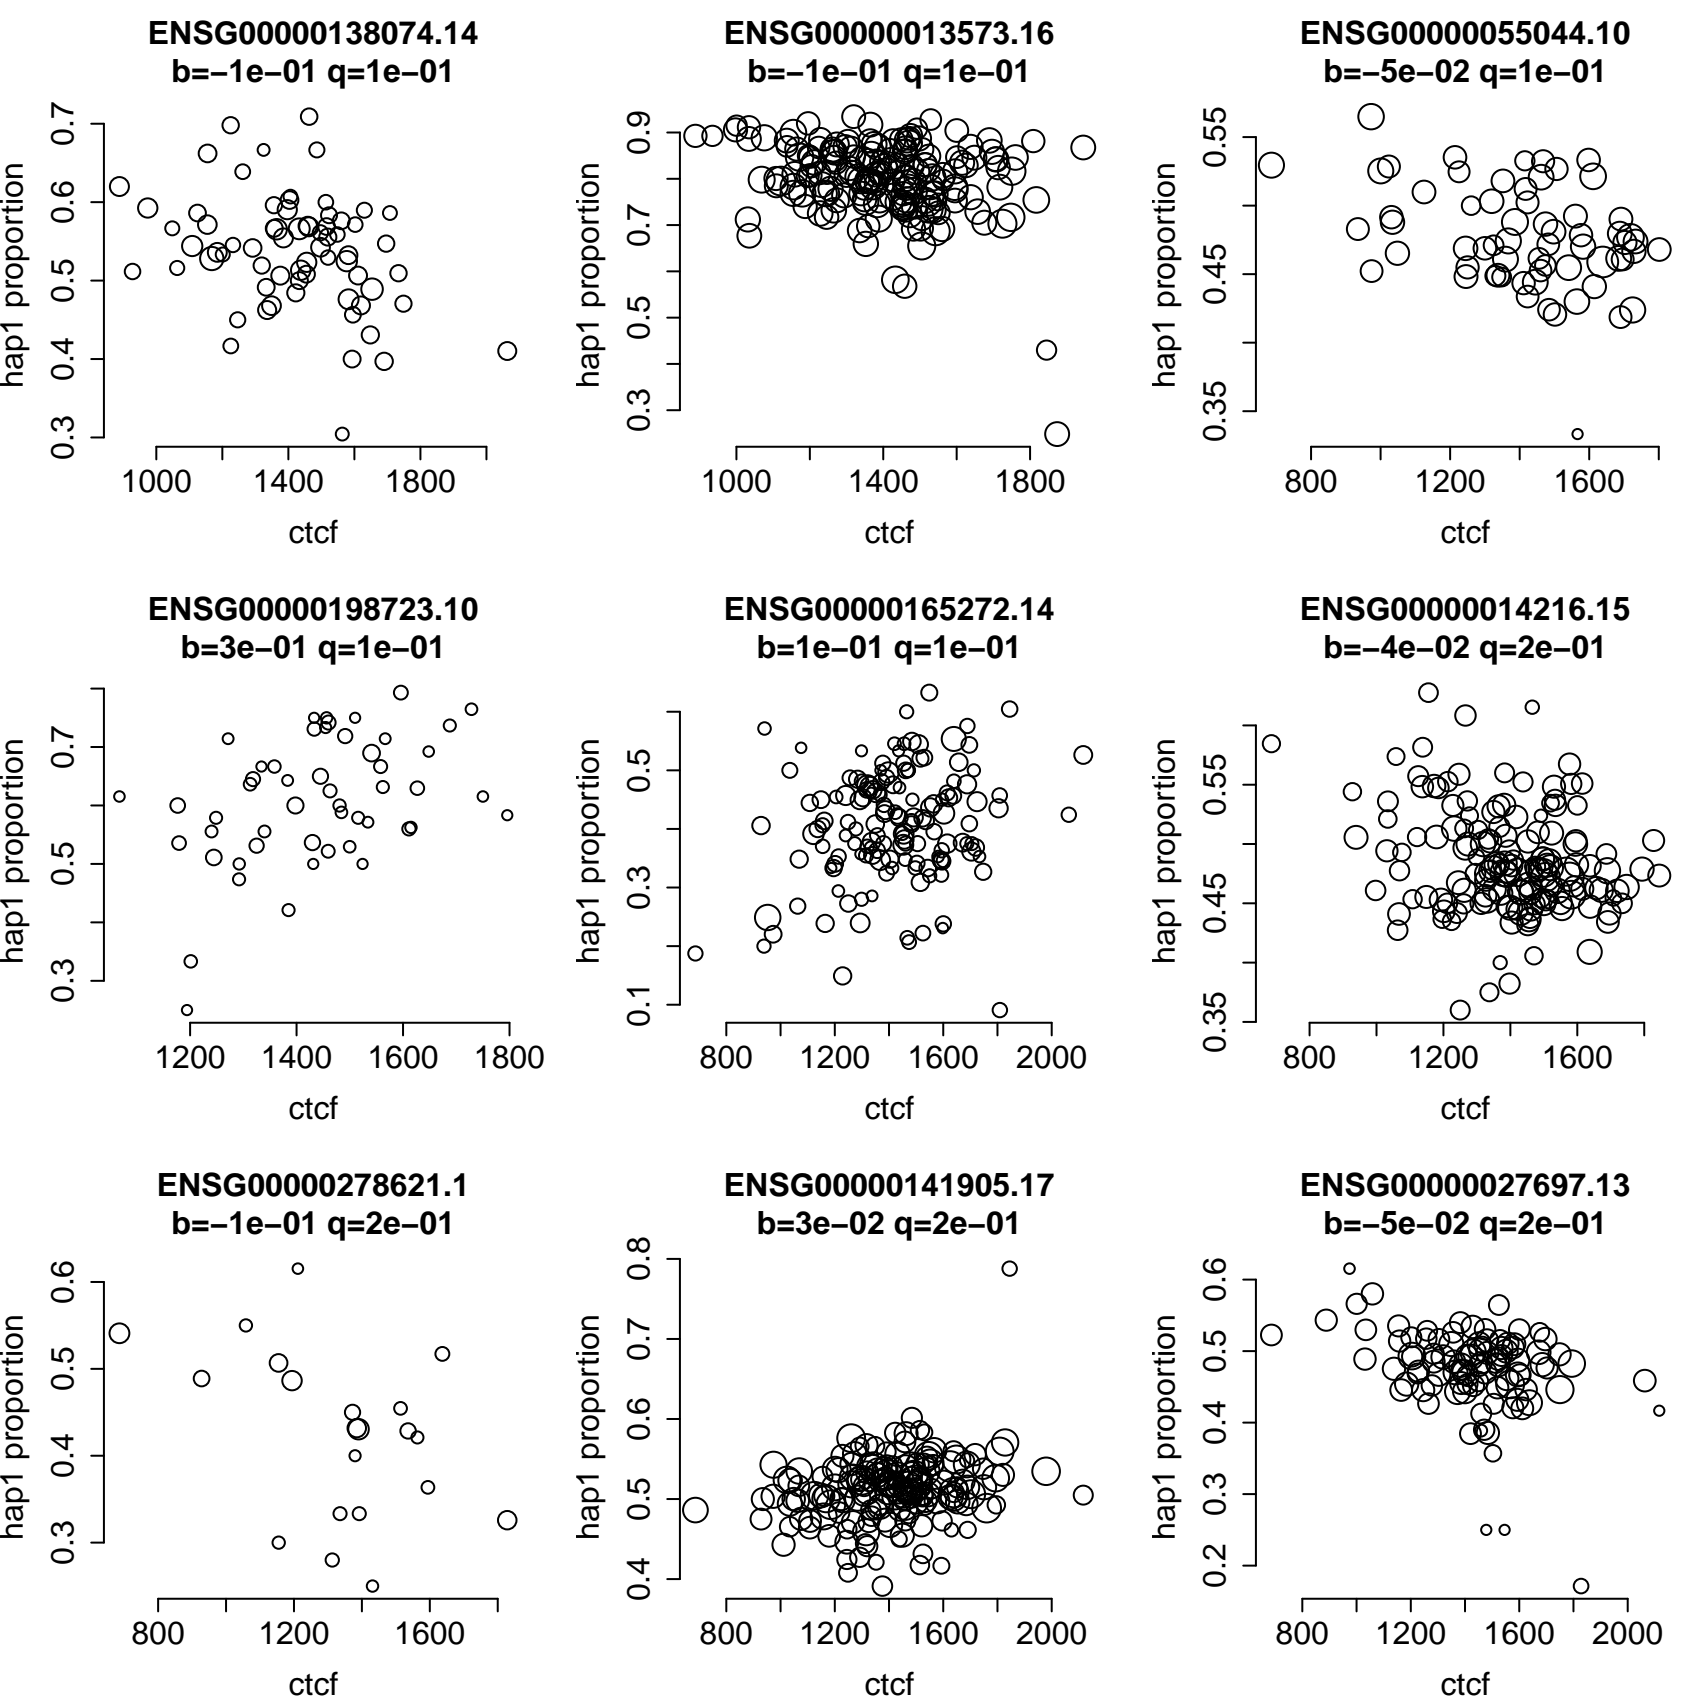 ENSG00000138074.14
b=−1e−01 q=1e−01
hap1 proportion
0.3 0.4 0.5 0.6 0.7
1000 1400 1800
ctcf
ENSG00000013573.16
b=−1e−01 q=1e−01
hap1 proportion
0.3 0.5 0.7 0.9
1000 1400 1800
ctcf
ENSG00000055044.10
b=−5e−02 q=1e−01
hap1 proportion
0.35 0.45 0.55
800 1200 1600
ctcf
ENSG00000198723.10
b=3e−01 q=1e−01
hap1 proportion
0.3 0.5 0.7
1200 1400 1600 1800
ctcf
ENSG00000165272.14
b=1e−01 q=1e−01
hap1 proportion
0.1 0.3 0.5
800 1200 1600 2000
ctcf
ENSG00000014216.15
b=−4e−02 q=2e−01
hap1 proportion
0.35 0.45 0.55
800 1200 1600
ctcf
ENSG00000278621.1
b=−1e−01 q=2e−01
hap1 proportion
0.3 0.4 0.5 0.6
800 1200 1600
ctcf
ENSG00000141905.17
b=3e−02 q=2e−01
hap1 proportion
0.4 0.5 0.6 0.7 0.8
800 1200 1600 2000
ctcf
ENSG00000027697.13
b=−5e−02 q=2e−01
hap1 proportion
0.2 0.3 0.4 0.5 0.6
800 1200 1600 2000
ctcf